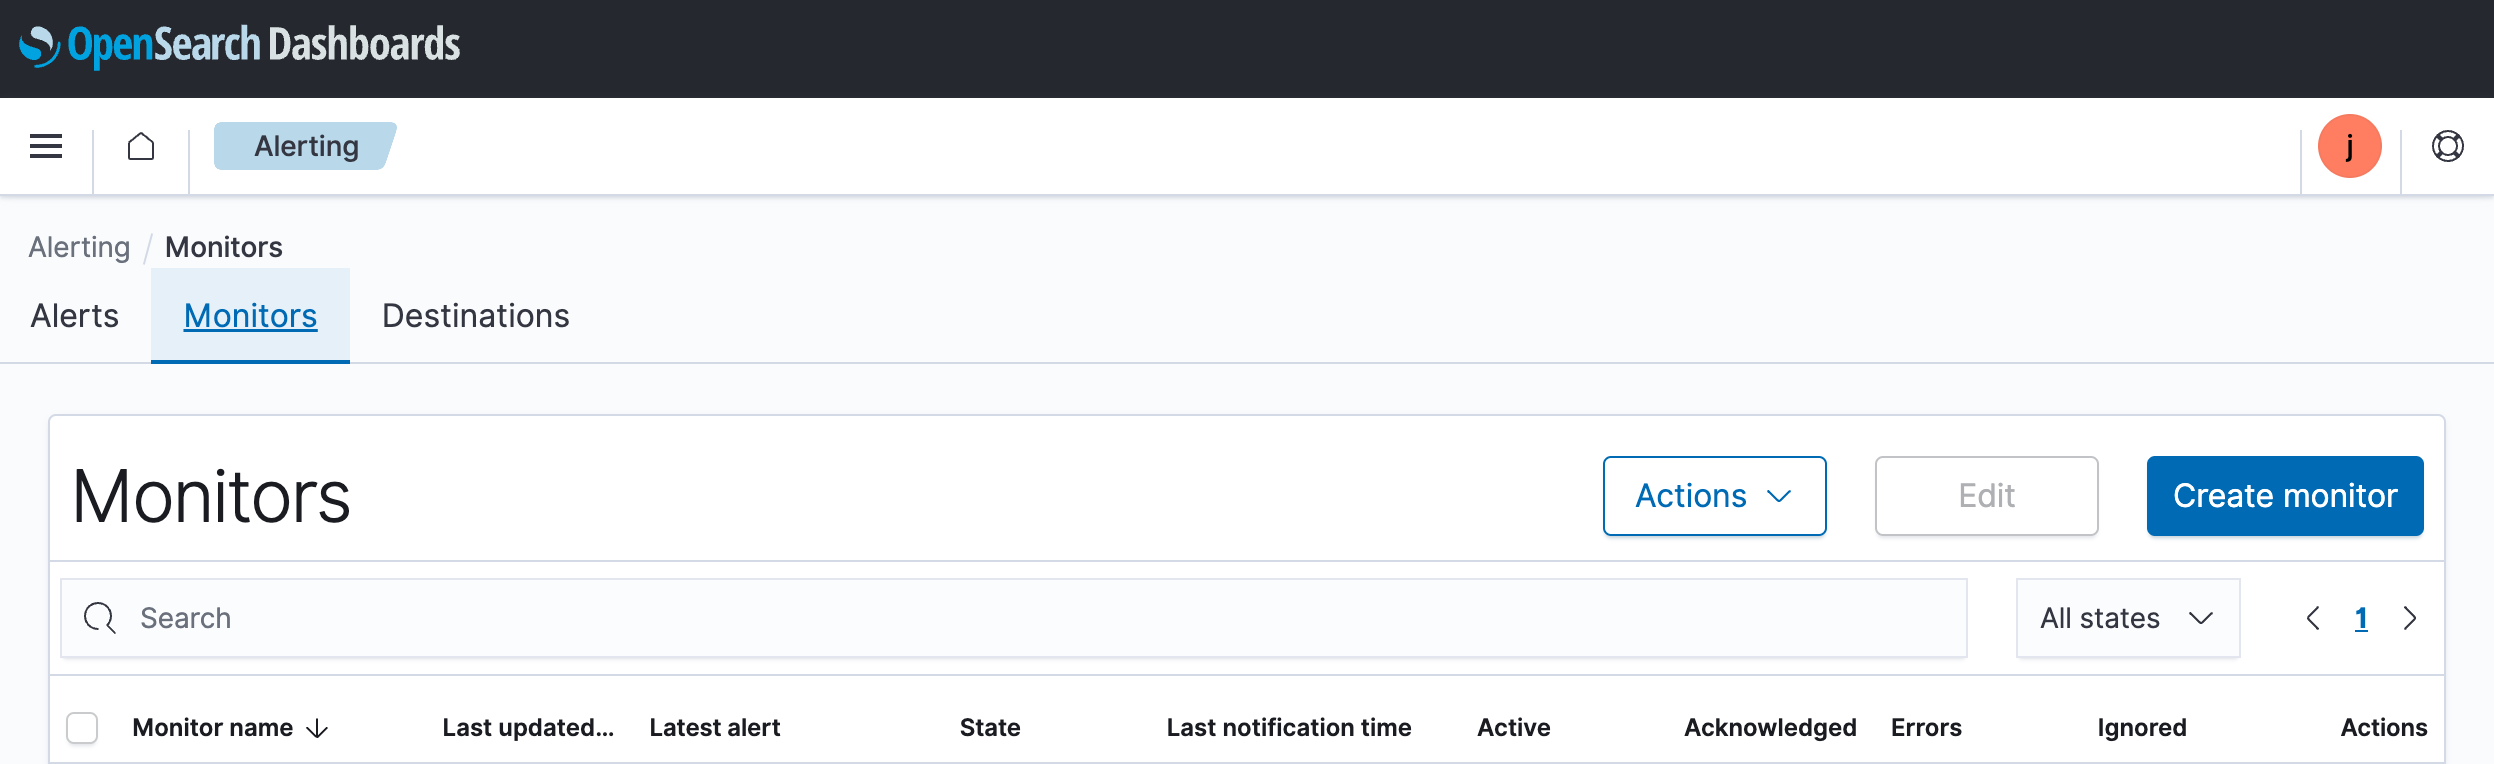 OpenSearch Dashboards
Alerting
j
Alerting / Monitors
Alerts Monitors Destinations
Monitors Actions Edit Create monitor
Search All states 1
Monitor name Last updated... Latest alert State Last notification time Active Acknowledged Errors Ignored Actions